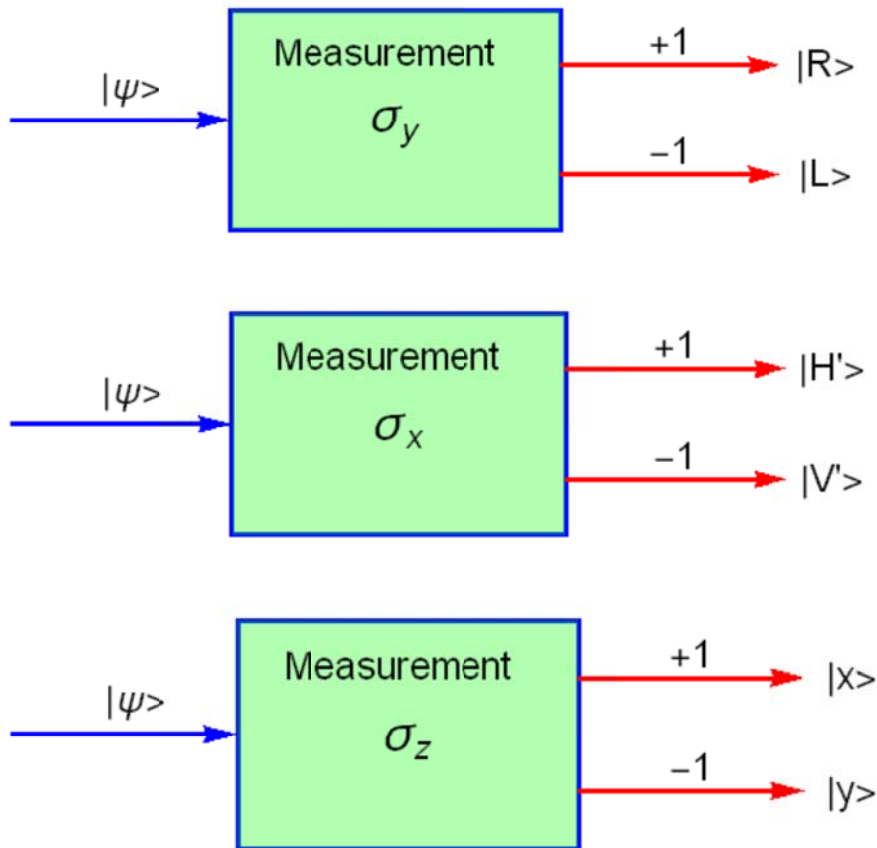 Measurement
|ψ>
σy
+1
|R>
−1
|L>
Measurement
|ψ>
σx
+1
|H'>
−1
|V'>
Measurement
|ψ>
σz
+1
|x>
−1
|y>